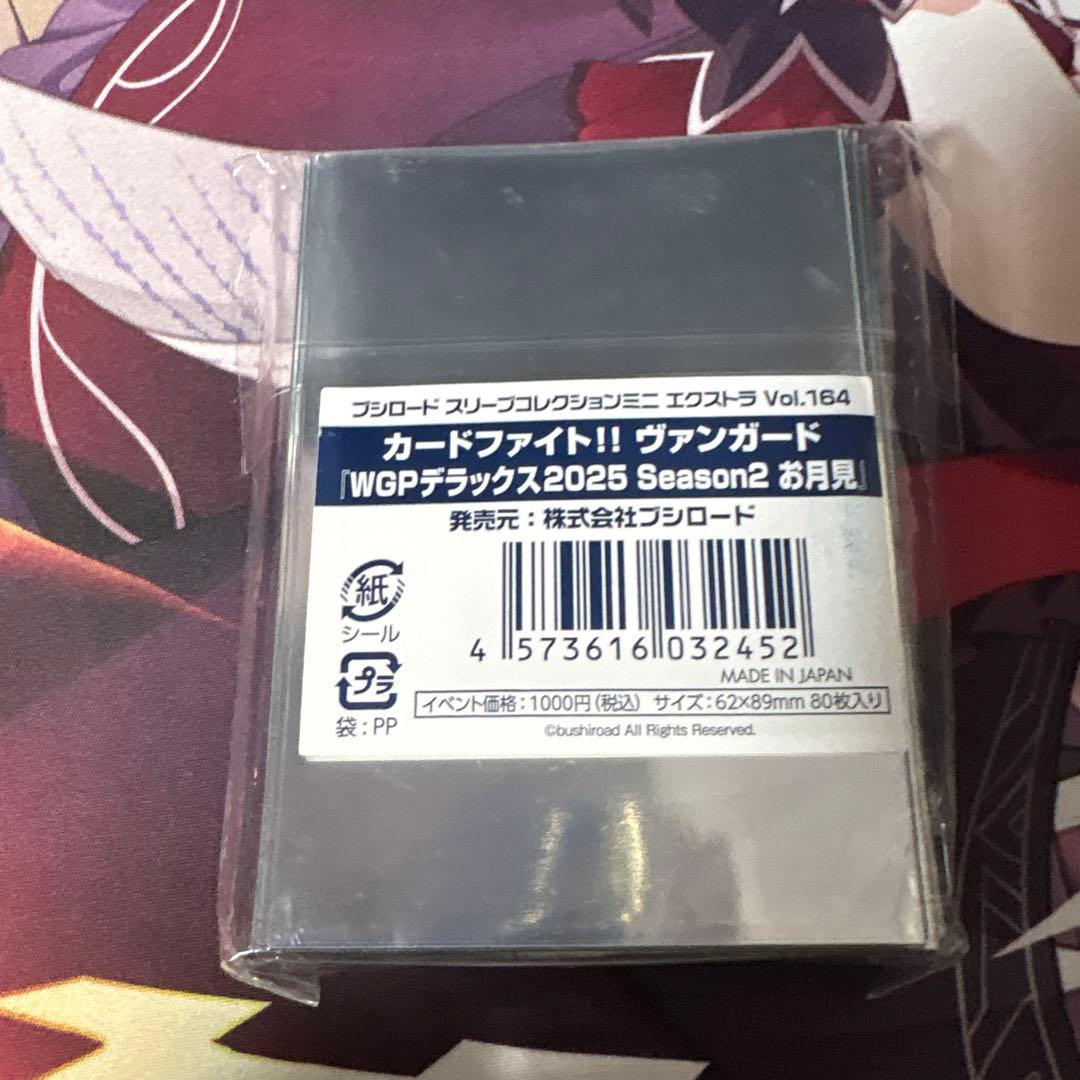 ブシロード スリーブコレクションミニ エクストラ Vol.164
カードファイト!! ヴァンガード
『WGPデラックス2025 Season2 お月見』
発売元：株式会社ブシロード
紙
シール
プラ
袋：PP
4 573616 032452
MADE IN JAPAN
イベント価格：1000円(税込) サイズ：62×89mm 80枚入り
©bushiroad All Rights Reserved.